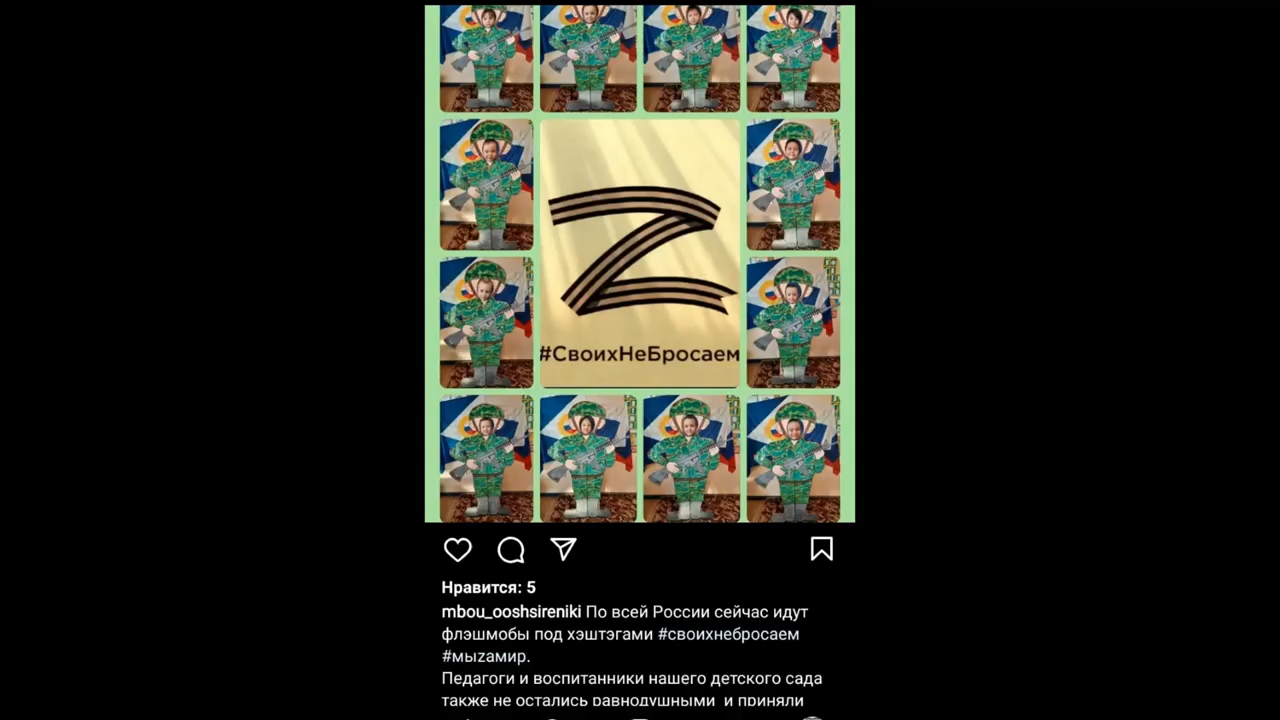 #СвоихНеБросаем
Нравится: 5
mbou_ooshsireniki По всей России сейчас идут
флэшмобы под хэштэгами #своихнебросаем
#мыzамир.
Педагоги и воспитанники нашего детского сада
также не остались равнодушными и приняли